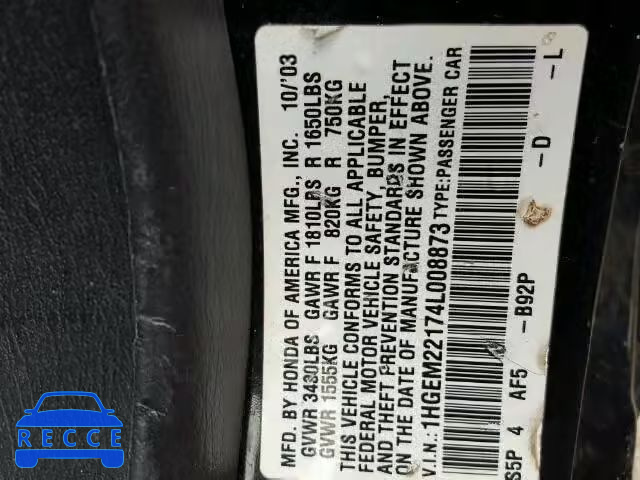 MFD. BY HONDA OF AMERICA MFG., INC. 10/'03
GVWR 3430LBS GAWR F 1810LBS R 1650LBS
GVWR 1555KG GAWR F 820KG R 750KG
THIS VEHICLE CONFORMS TO ALL APPLICABLE
FEDERAL MOTOR VEHICLE SAFETY, BUMPER,
AND THEFT PREVENTION STANDARDS IN EFFECT
ON THE DATE OF MANUFACTURE SHOWN ABOVE.
V.I.N.: 1HGEM22174L008873 TYPE:PASSENGER CAR
S5P 4 AF5 -B92P -D -L
RECCE